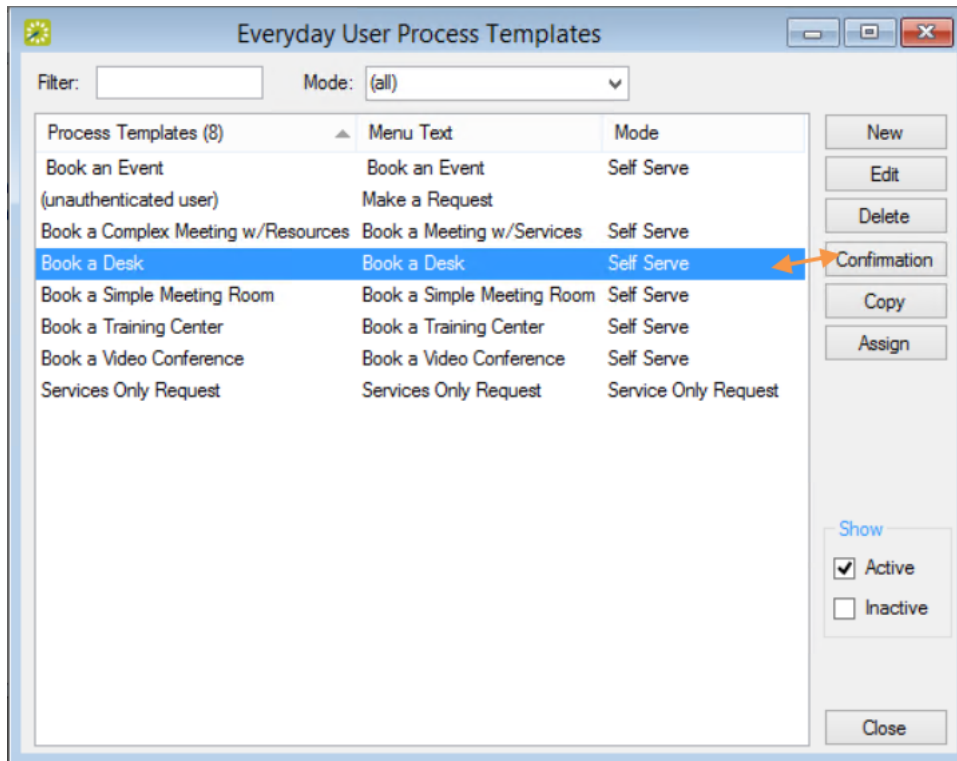 Everyday User Process Templates
Filter: Mode: (all)
Process Templates (8) Menu Text Mode New
Book an Event Book an Event Self Serve Edit
(unauthenticated user) Make a Request
Delete
Book a Complex Meeting w/Resources Book a Meeting w/Services Self Serve
Book a Desk Book a Desk Self Serve Confirmation
Book a Simple Meeting Room Book a Simple Meeting Room Self Serve Copy
Book a Training Center Book a Training Center Self Serve
Assign
Book a Video Conference Book a Video Conference Self Serve
Services Only Request Services Only Request Service Only Request
Show
Active
Inactive
Close